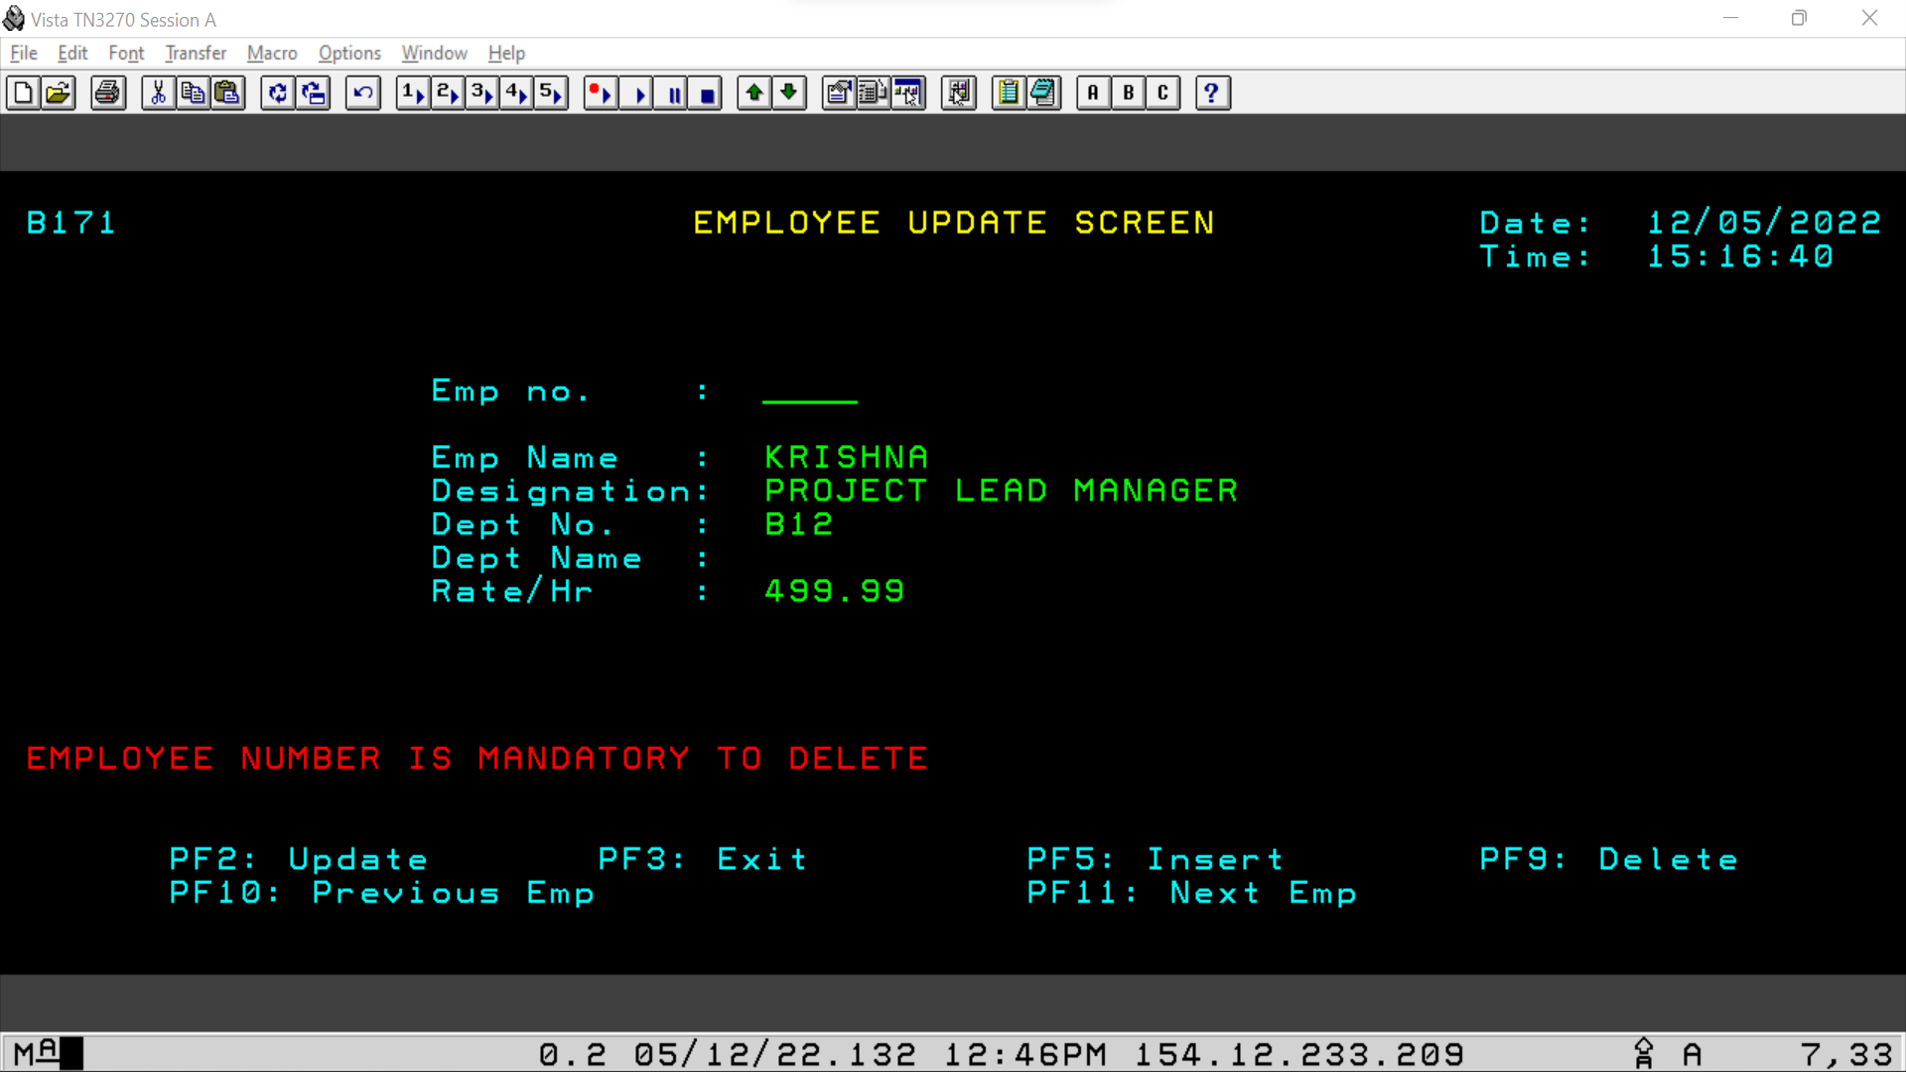 Vista TN3270 Session A
File Edit Font Transfer Macro Options Window Help
1 2 3 4 5 A B C ?
B171 EMPLOYEE UPDATE SCREEN Date: 12/05/2022
Time: 15:16:40
Emp no. : _____
Emp Name : KRISHNA
Designation: PROJECT LEAD MANAGER
Dept No. : B12
Dept Name :
Rate/Hr : 499.99
EMPLOYEE NUMBER IS MANDATORY TO DELETE
PF2: Update PF3: Exit PF5: Insert PF9: Delete
PF10: Previous Emp PF11: Next Emp
MA 0.2 05/12/22.132 12:46PM 154.12.233.209 A A 7,33